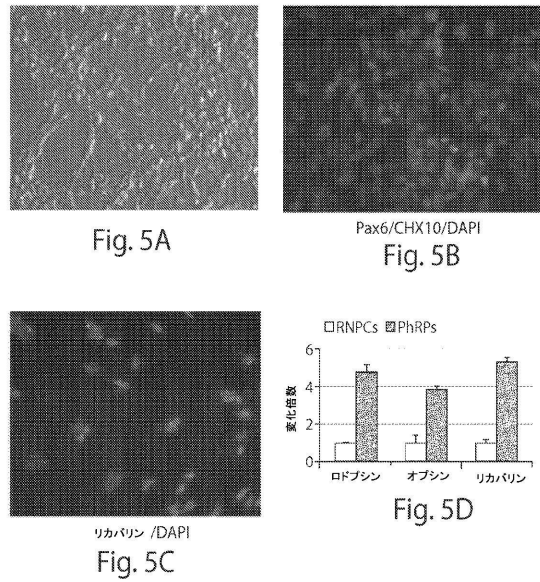 Fig. 5A
Pax6/CHX10/DAPI
Fig. 5B
リカバリン /DAPI
Fig. 5C
□RNPCs ▨PhRPs
変化倍数
6
4
2
0
ロドプシン オプシン リカバリン
Fig. 5D